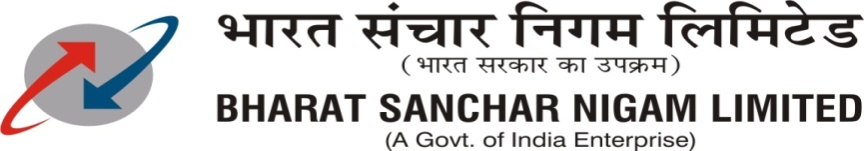 भारत संचार निगम लिमिटेड
(भारत सरकार का उपक्रम)
BHARAT SANCHAR NIGAM LIMITED
(A Govt. of India Enterprise)